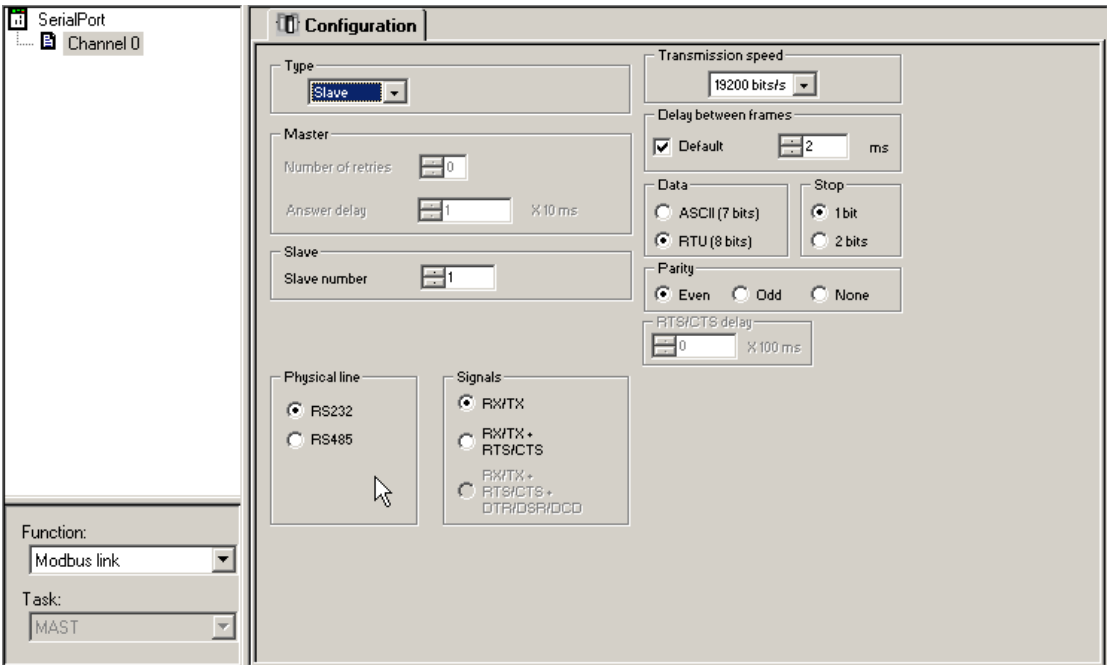 SerialPort
Channel 0
Configuration
Type
Slave
Master
Number of retries 0
Answer delay 1 X 10 ms
Slave
Slave number 1
Physical line
RS232
RS485
Signals
RX/TX
RX/TX +
RTS/CTS
RX/TX +
RTS/CTS +
DTR/DSR/DCD
Transmission speed
19200 bits/s
Delay between frames
Default 2 ms
Data
ASCII (7 bits)
RTU (8 bits)
Stop
1 bit
2 bits
Parity
Even Odd None
RTS/CTS delay
0 X 100 ms
Function:
Modbus link
Task:
MAST